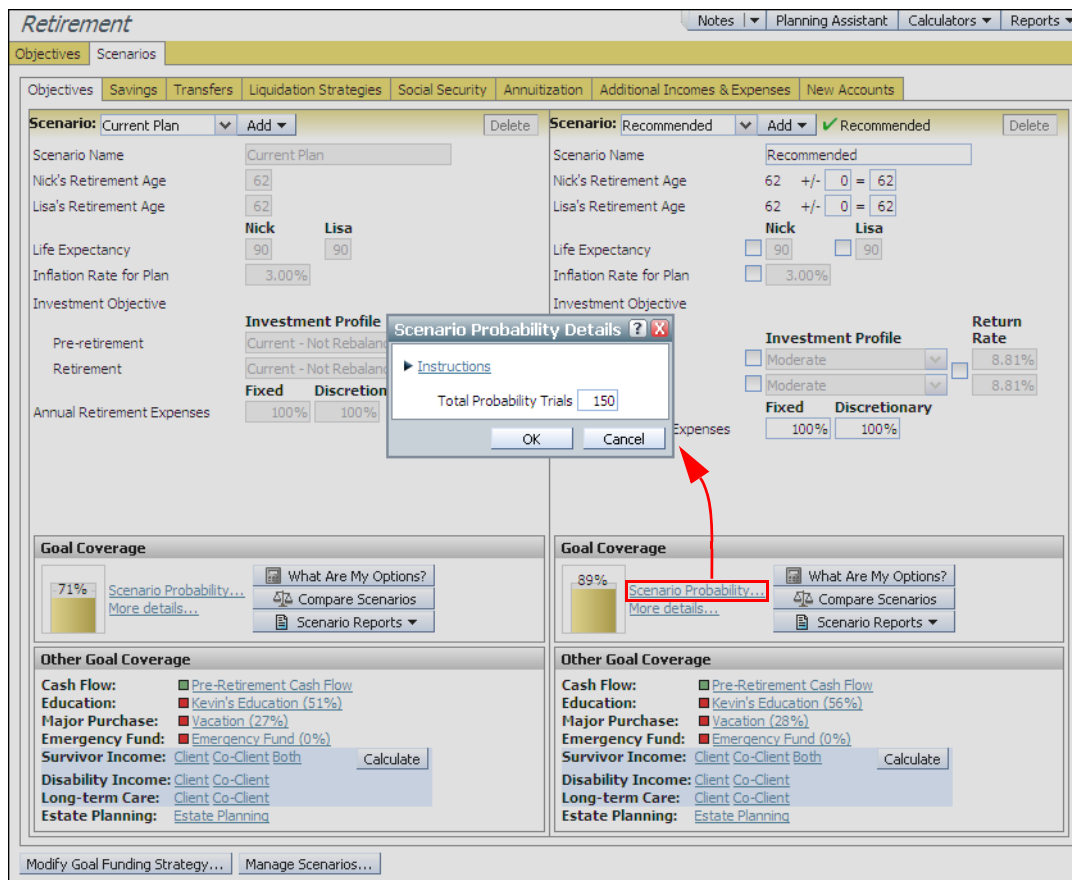 Retirement
Notes Planning Assistant Calculators Reports
Objectives Scenarios
Objectives Savings Transfers Liquidation Strategies Social Security Annuitization Additional Incomes & Expenses New Accounts
Scenario: Current Plan Add Delete
Scenario Name Current Plan
Nick's Retirement Age 62
Lisa's Retirement Age 62
Nick Lisa
Life Expectancy 90 90
Inflation Rate for Plan 3.00%
Investment Objective
Investment Profile
Pre-retirement Current - Not Rebalanc
Retirement Current - Not Rebalanc
Fixed Discretion
Annual Retirement Expenses 100% 100%
Goal Coverage
71%
Scenario Probability...
More details...
What Are My Options?
Compare Scenarios
Scenario Reports
Other Goal Coverage
Cash Flow: Pre-Retirement Cash Flow
Education: Kevin's Education (51%)
Major Purchase: Vacation (27%)
Emergency Fund: Emergency Fund (0%)
Survivor Income: Client Co-Client Both Calculate
Disability Income: Client Co-Client
Long-term Care: Client Co-Client
Estate Planning: Estate Planning
Scenario: Recommended Add ✓ Recommended Delete
Scenario Name Recommended
Nick's Retirement Age 62 +/- 0 = 62
Lisa's Retirement Age 62 +/- 0 = 62
Nick Lisa
Life Expectancy 90 90
Inflation Rate for Plan 3.00%
Investment Objective
Investment Profile Return Rate
Moderate 8.81%
Moderate 8.81%
Fixed Discretionary
Expenses 100% 100%
Goal Coverage
89%
Scenario Probability...
More details...
What Are My Options?
Compare Scenarios
Scenario Reports
Other Goal Coverage
Cash Flow: Pre-Retirement Cash Flow
Education: Kevin's Education (56%)
Major Purchase: Vacation (28%)
Emergency Fund: Emergency Fund (0%)
Survivor Income: Client Co-Client Both Calculate
Disability Income: Client Co-Client
Long-term Care: Client Co-Client
Estate Planning: Estate Planning
Scenario Probability Details ? X
Instructions
Total Probability Trials 150
OK Cancel
Modify Goal Funding Strategy... Manage Scenarios...